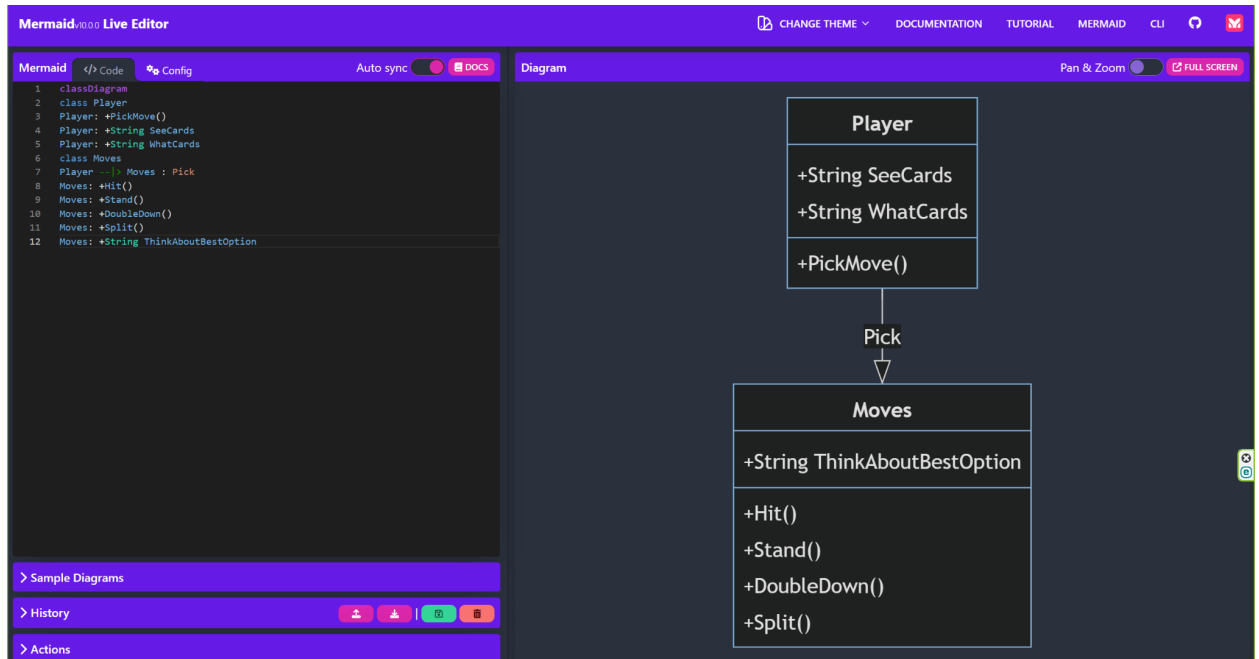 Mermaid v10.0.0 Live Editor
CHANGE THEME
DOCUMENTATION
TUTORIAL
MERMAID
CLI
Mermaid
</> Code
Config
Auto sync
DOCS
1 classDiagram
2 class Player
3 Player: +PickMove()
4 Player: +String SeeCards
5 Player: +String WhatCards
6 class Moves
7 Player --|> Moves : Pick
8 Moves: +Hit()
9 Moves: +Stand()
10 Moves: +DoubleDown()
11 Moves: +Split()
12 Moves: +String ThinkAboutBestOption
Sample Diagrams
History
Actions
Diagram
Pan & Zoom
FULL SCREEN
Player
+String SeeCards
+String WhatCards
+PickMove()
Pick
Moves
+String ThinkAboutBestOption
+Hit()
+Stand()
+DoubleDown()
+Split()